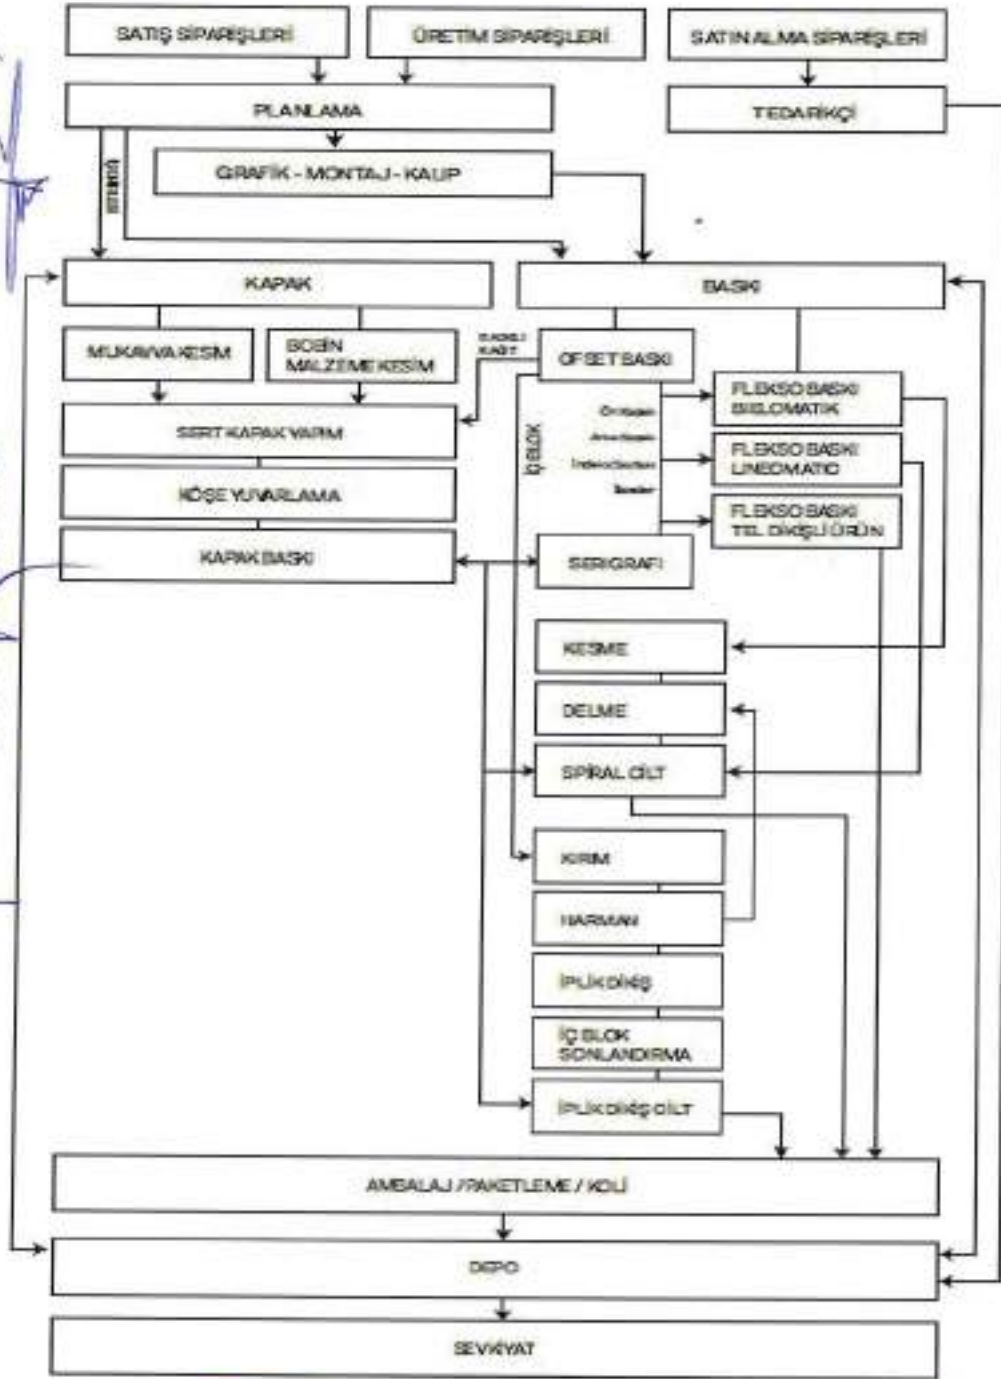 SATIŞ SİPARİŞLERİ
ÜRETİM SİPARİŞLERİ
SATIN ALMA SİPARİŞLERİ
PLANLAMA
TEDARİKÇİ
GRAFİK - MONTAJ - KALIP
KAPAK
BASKI
MUKAVVA KESİM
BOBİN
MALZEME KESİM
BASKILI
KAĞIT
OFSET BASKI
FLEKSO BASKI
BIELOMATIK
SERT KAPAK YAPIM
İÇ BLOK
FLEKSO BASKI
LINEOMATIC
KÖŞE YUVARLAMA
FLEKSO BASKI
TEL DİKİŞLİ ÜRÜN
KAPAK BASKI
SERİGRAFİ
KESME
DELME
SPİRAL CİLT
KIRIM
HARMAN
İPLİK DİKİŞ
İÇ BLOK
SONLANDIRMA
İPLİK DİKİŞ CİLT
AMBALAJ / PAKETLEME / KOLİ
DEPO
SEVKİYAT